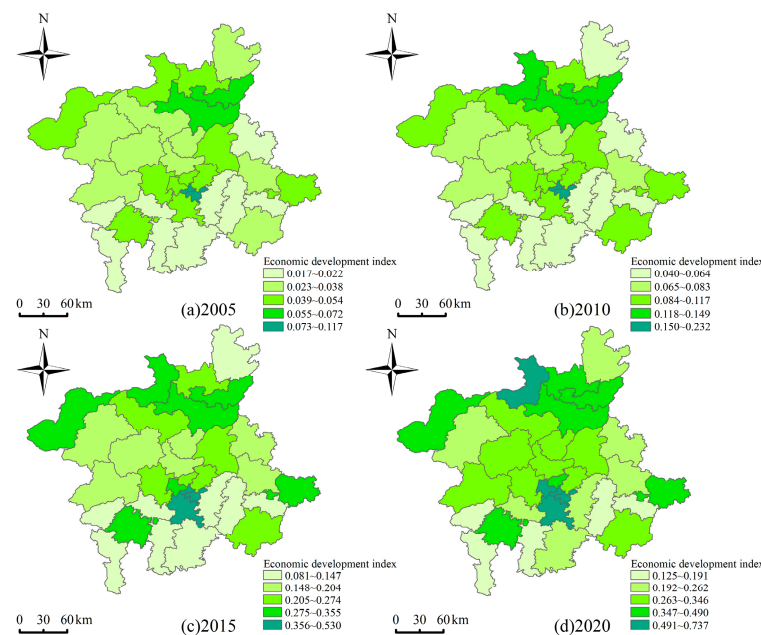 N
Economic development index
0.017~0.022
0.023~0.038
0.039~0.054
0.055~0.072
0.073~0.117
0 30 60 km
(a)2005
N
Economic development index
0.040~0.064
0.065~0.083
0.084~0.117
0.118~0.149
0.150~0.232
0 30 60 km
(b)2010
N
Economic development index
0.081~0.147
0.148~0.204
0.205~0.274
0.275~0.355
0.356~0.530
0 30 60 km
(c)2015
N
Economic development index
0.125~0.191
0.192~0.262
0.263~0.346
0.347~0.490
0.491~0.737
0 30 60 km
(d)2020